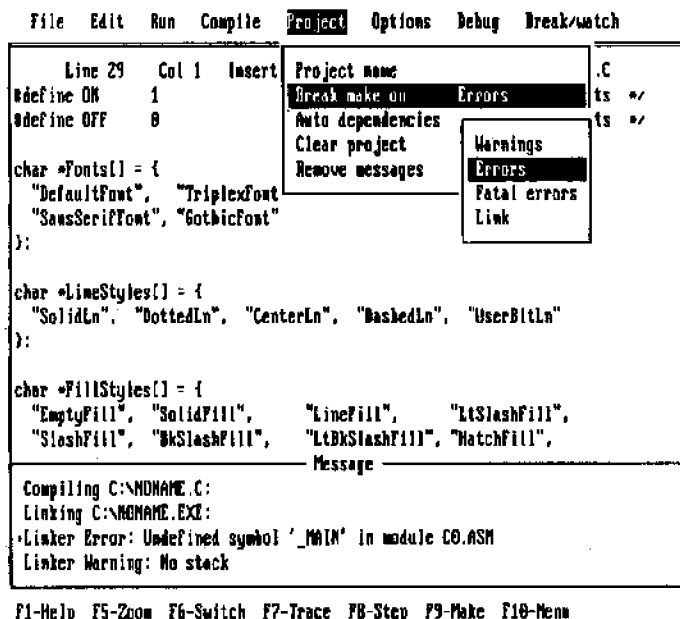 File Edit Run Compile Project Options Debug Break/watch
Line 29 Col 1 Insert .C
Project name
#define ON 1 ts */
Break make on Errors
#define OFF 0 ts */
Auto dependencies
Clear project
Remove messages
Warnings
Errors
Fatal errors
Link
char *Fonts[] = {
"DefaultFont", "TriplexFont
"SansSerifFont", "GothicFont"
};
char *LineStyles[] = {
"SolidLn", "DottedLn", "CenterLn", "DashedLn", "UserBitLn"
};
char *FillStyles[] = {
"EmptyFill", "SolidFill", "LineFill", "LtSlashFill",
"SlashFill", "BkSlashFill", "LtBkSlashFill", "HatchFill",
Message
Compiling C:\NONAME.C:
Linking C:\NONAME.EXE:
•Linker Error: Undefined symbol '_MAIN' in module C0.ASM
Linker Warning: No stack
F1-Help F5-Zoom F6-Switch F7-Trace F8-Step F9-Make F10-Menu